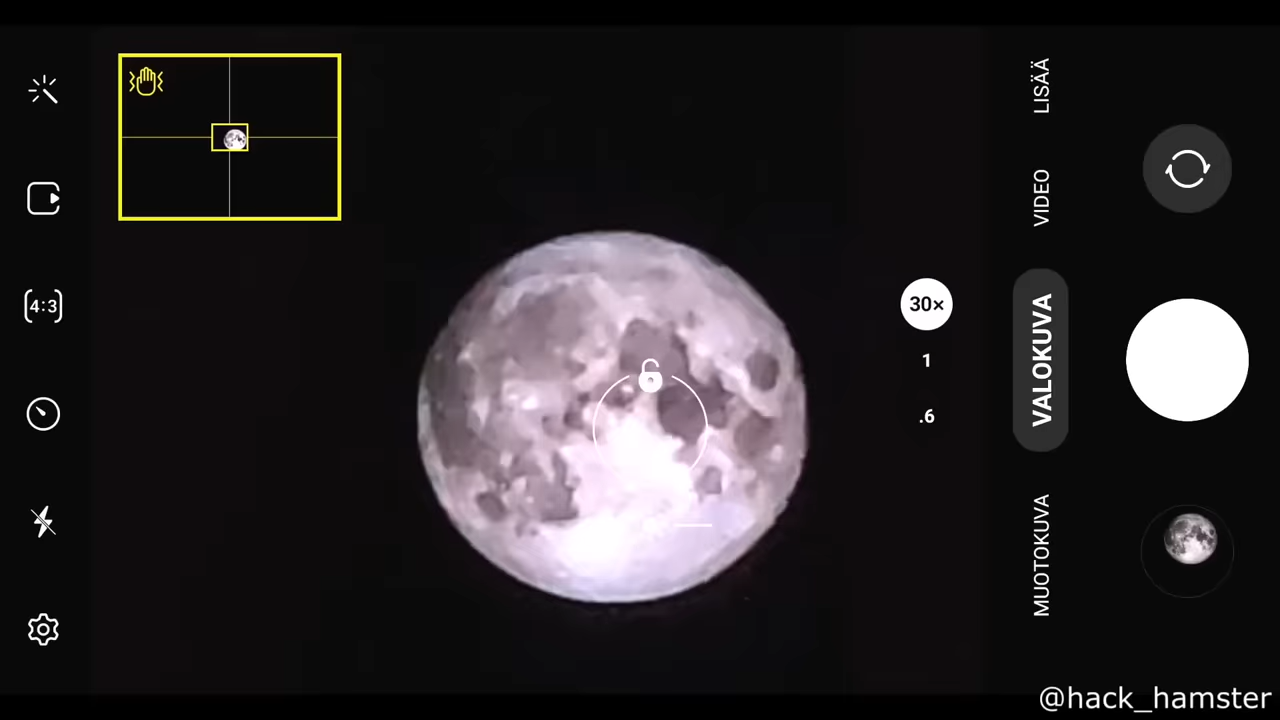 4:3
30×
1
.6
LISÄÄ
VIDEO
VALOKUVA
MUOTOKUVA
@hack_hamster